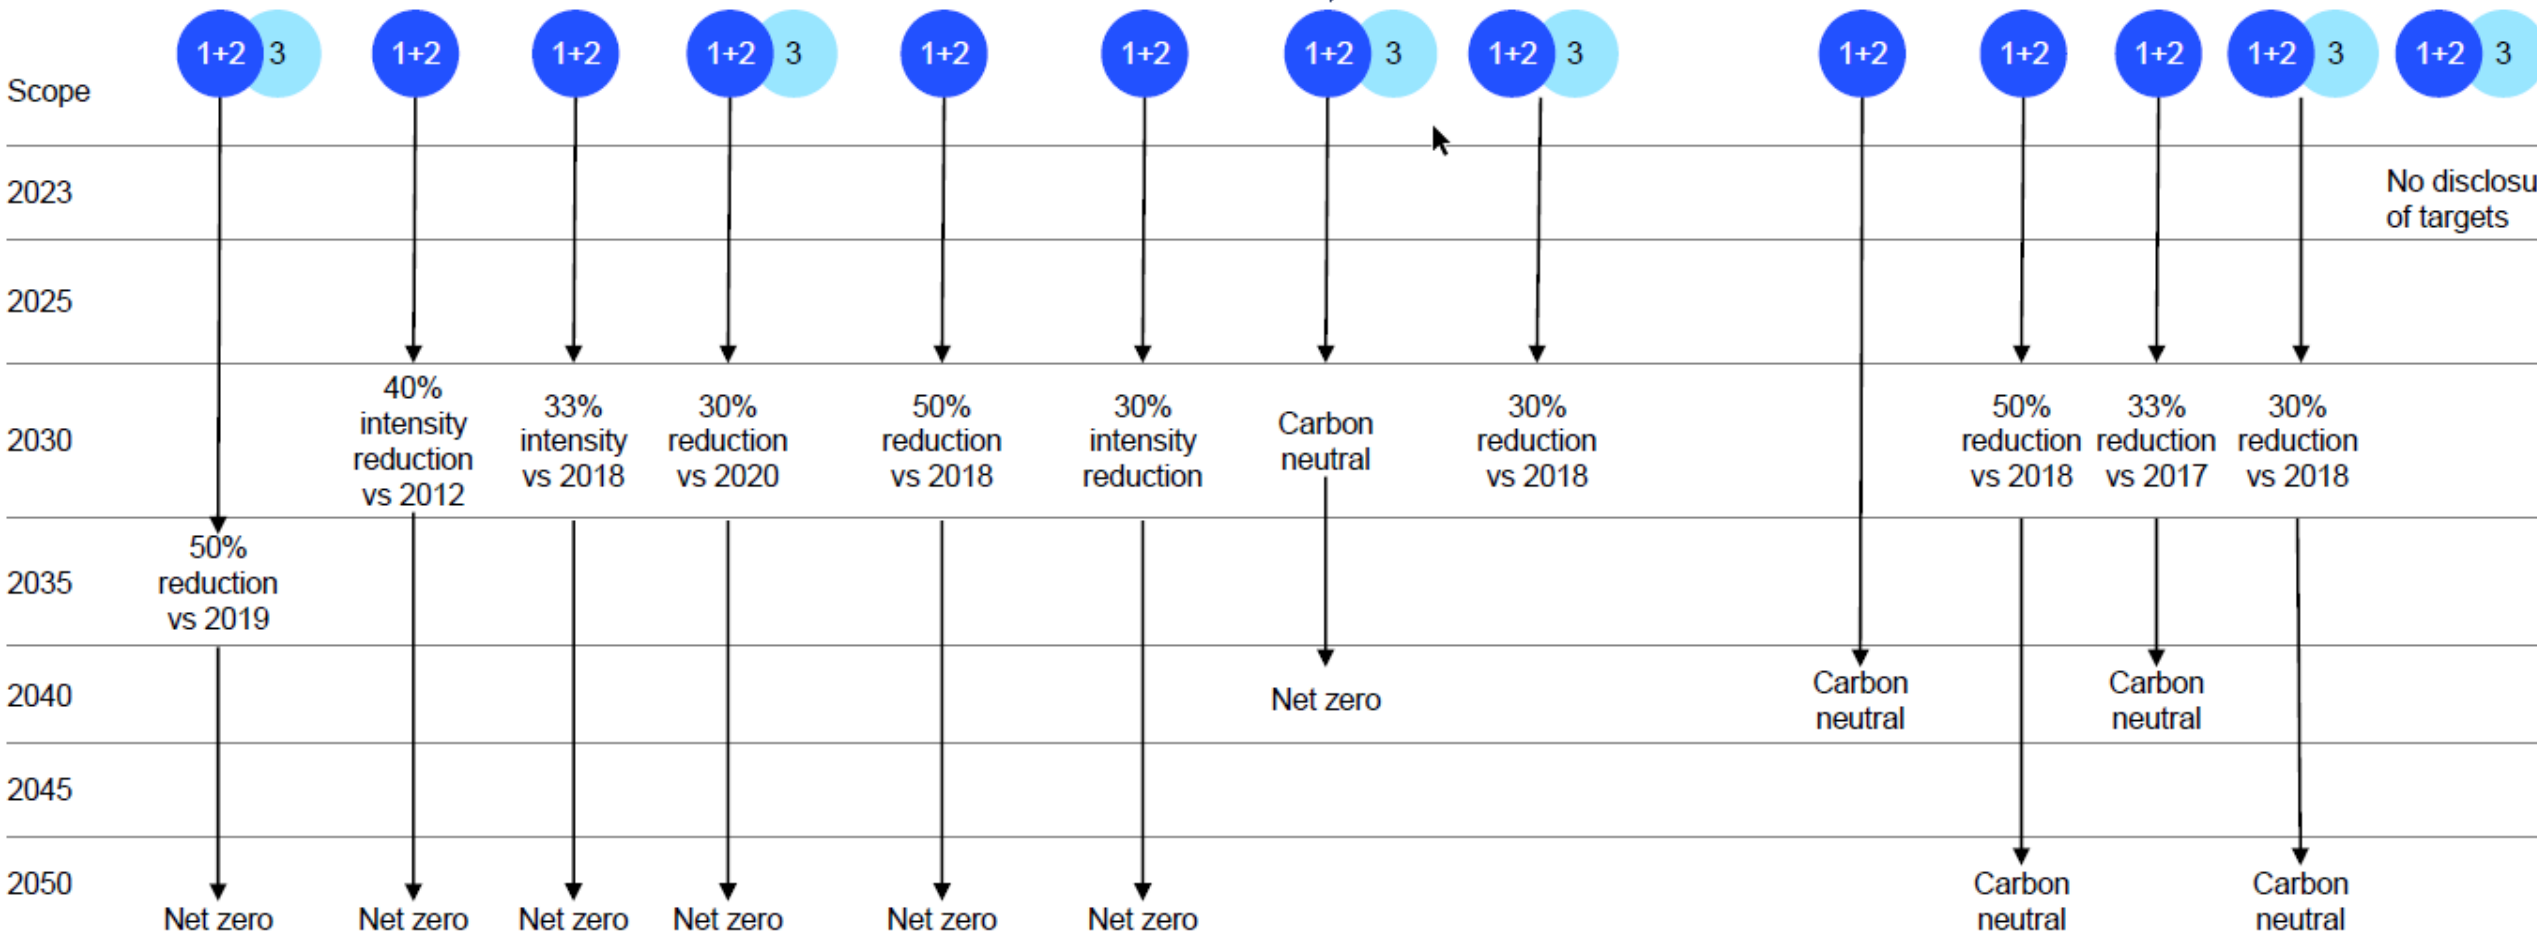 1+2 3 1+2 1+2 1+2 3 1+2 1+2 1+2 3 1+2 3 1+2 1+2 1+2 1+2 3 1+2 3
Scope
2023
No disclosu
of targets
2025
2030
40%
intensity
reduction
vs 2012
33%
intensity
vs 2018
30%
reduction
vs 2020
50%
reduction
vs 2018
30%
intensity
reduction
Carbon
neutral
30%
reduction
vs 2018
50%
reduction
vs 2018
33%
reduction
vs 2017
30%
reduction
vs 2018
2035
50%
reduction
vs 2019
2040
Net zero
Carbon
neutral
Carbon
neutral
2045
2050
Net zero
Net zero
Net zero
Net zero
Net zero
Net zero
Carbon
neutral
Carbon
neutral